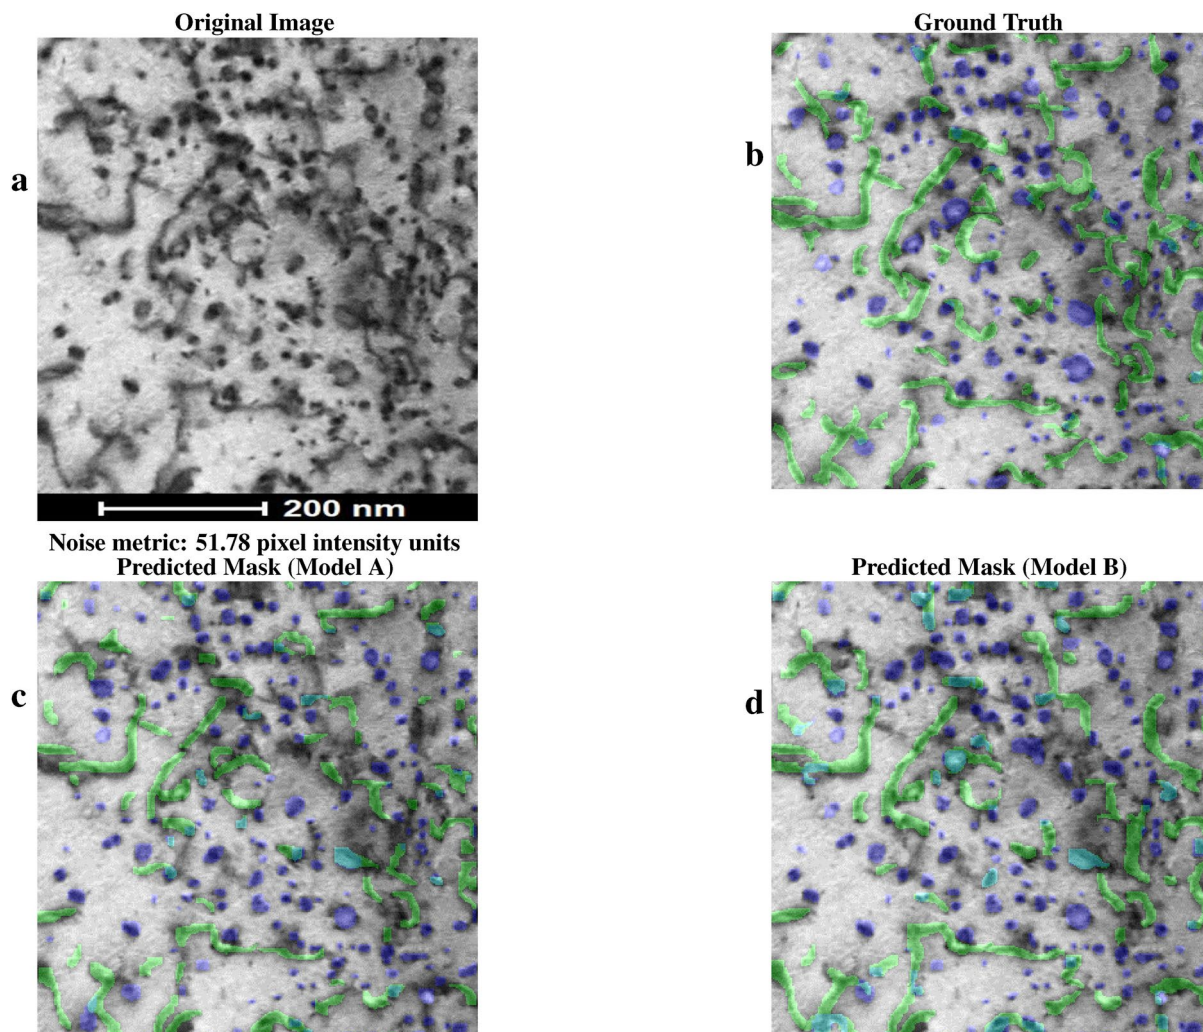 Original Image
Ground Truth
a
b
200 nm
Noise metric: 51.78 pixel intensity units
Predicted Mask (Model A)
Predicted Mask (Model B)
c
d